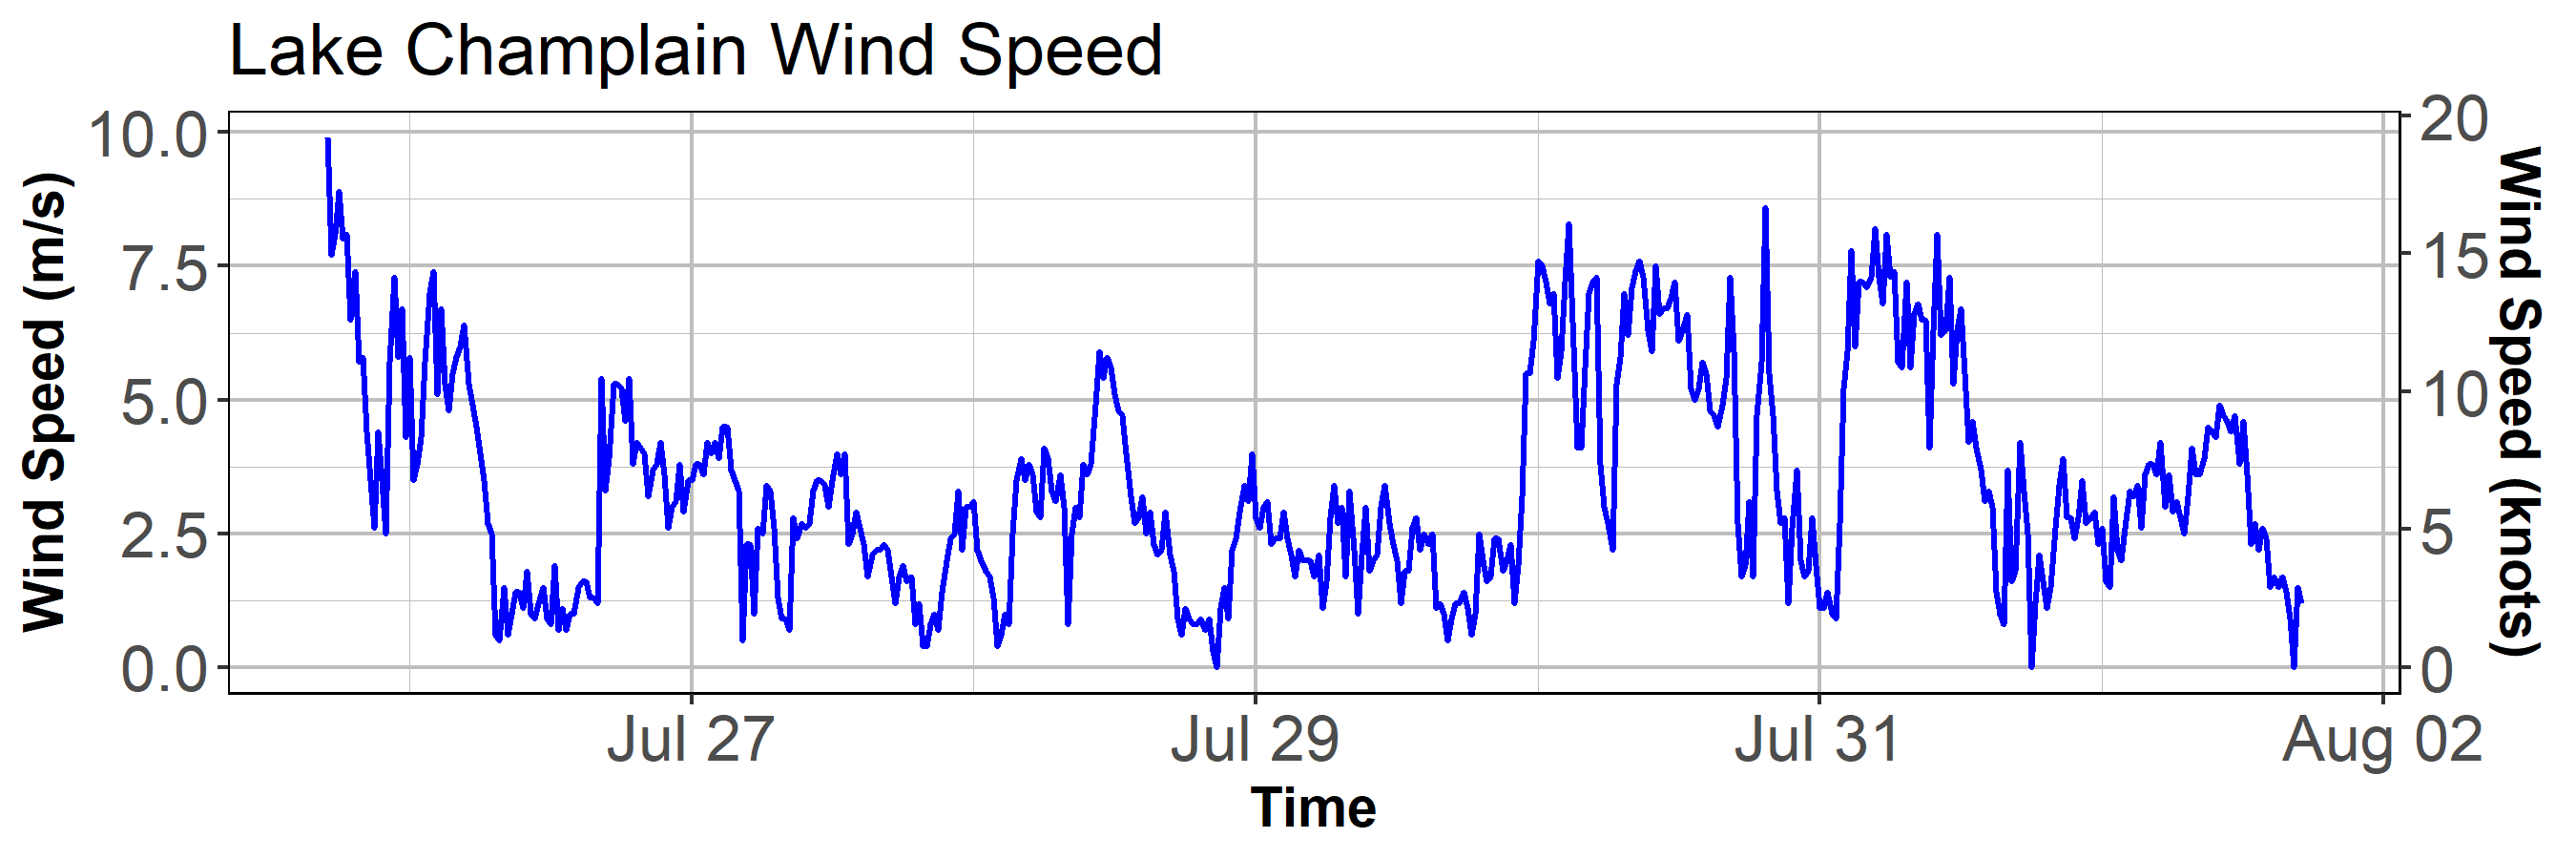 Lake Champlain Wind Speed
Wind Speed (m/s)
10.0
7.5
5.0
2.5
0.0
20
15
10
5
0
Wind Speed (knots)
Jul 27
Jul 29
Jul 31
Aug 02
Time